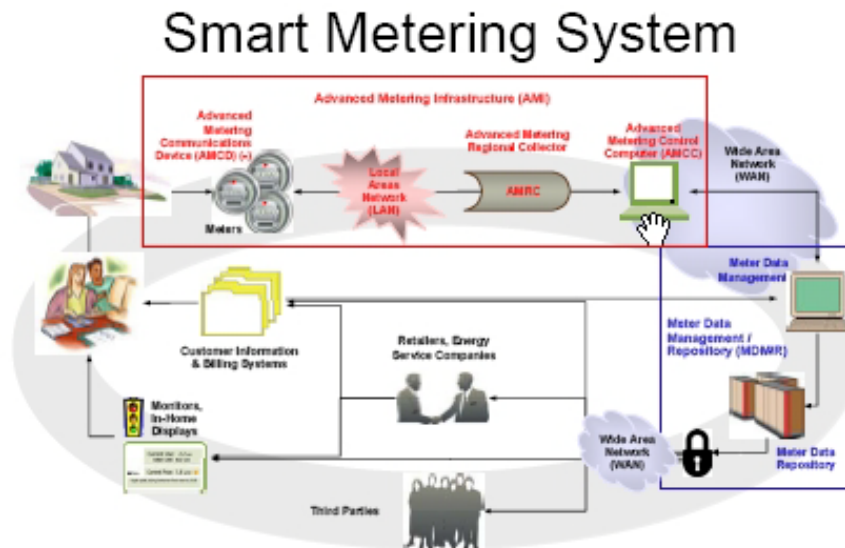 Smart Metering System
Advanced Metering Infrastructure (AMI)
Advanced
Metering
Communications
Device (AMCD) (-)
Meters
Local
Areas
Network
(LAN)
Advanced Metering
Regional Collector
AMRC
Advanced
Metering Control
Computer (AMCC)
Wide Area
Network
(WAN)
Meter Data
Management
Meter Data
Management /
Repository (MDM/R)
Customer Information
& Billing Systems
Retailers, Energy
Service Companies
Monitors,
In-Home
Displays
Wide Area
Network
(WAN)
Meter Data
Repository
Third Parties